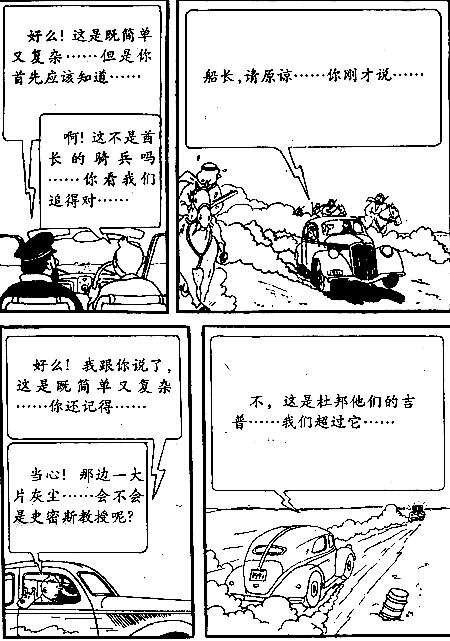 好么！这是既简单
又复杂……但是你
首先应该知道……
啊！这不是酋
长的骑兵吗
……你看我们
追得对……
船长，请原谅……你刚才说……
好么！我跟你说了，
这是既简单又复杂
……你还记得……
当心！那边一大
片灰尘……会不会
是史密斯教授呢？
不，这是杜邦他们的吉
普……我们超过它……